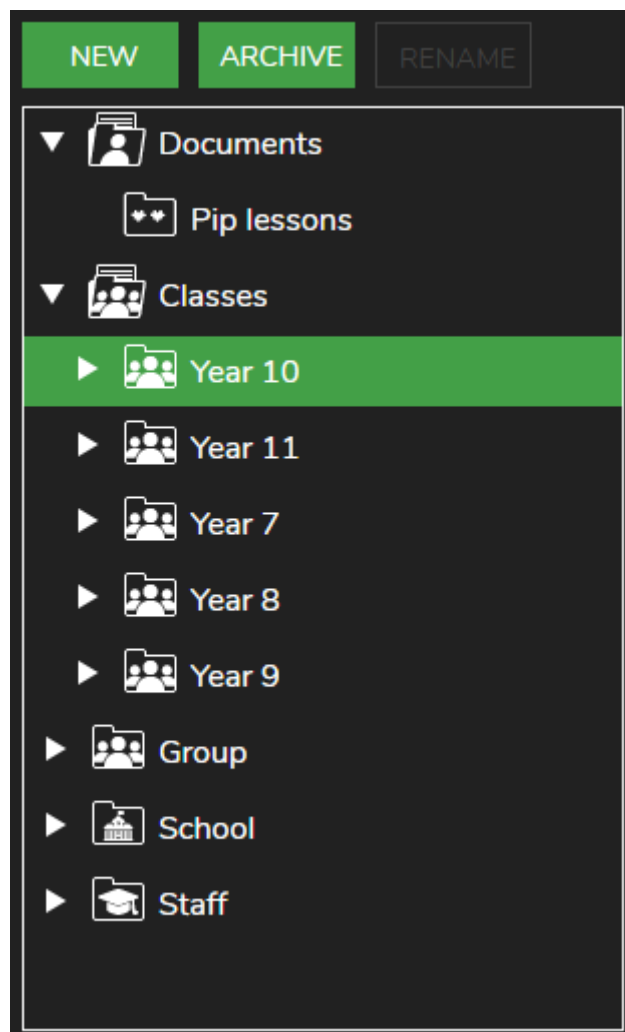 NEW ARCHIVE RENAME
Documents
Pip lessons
Classes
Year 10
Year 11
Year 7
Year 8
Year 9
Group
School
Staff